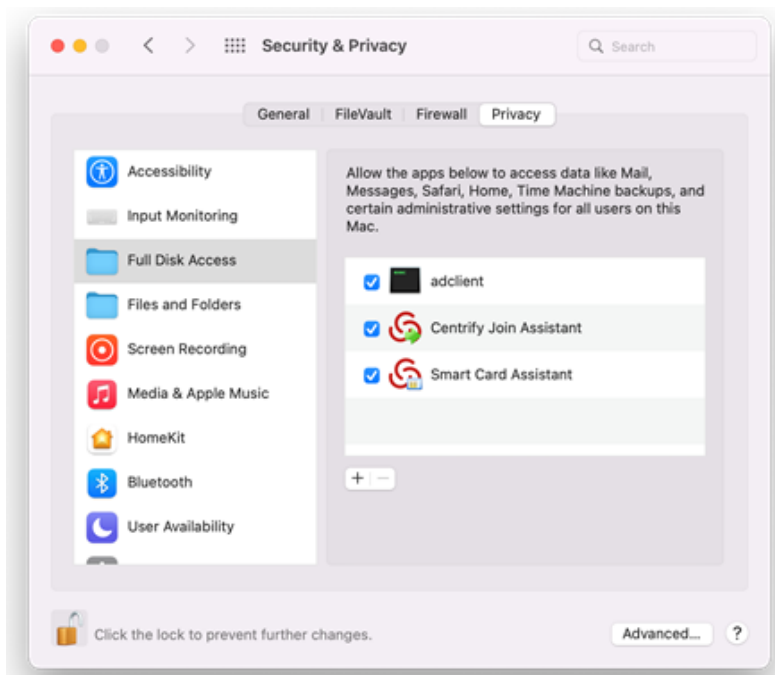 Security & Privacy
Search
General
FileVault
Firewall
Privacy
Accessibility
Input Monitoring
Full Disk Access
Files and Folders
Screen Recording
Media & Apple Music
HomeKit
Bluetooth
User Availability
Allow the apps below to access data like Mail,
Messages, Safari, Home, Time Machine backups, and
certain administrative settings for all users on this
Mac.
adclient
Centrify Join Assistant
Smart Card Assistant
+
−
Click the lock to prevent further changes.
Advanced...
?